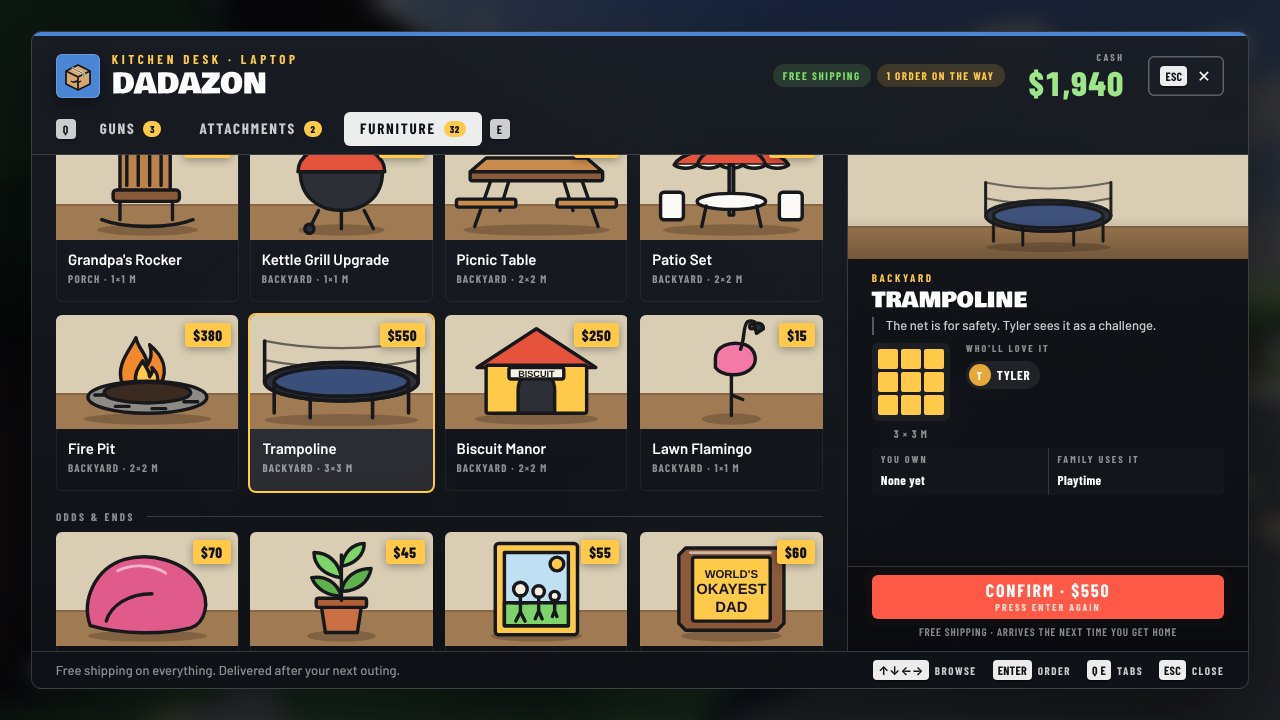 KITCHEN DESK · LAPTOP
DADAZON
FREE SHIPPING
1 ORDER ON THE WAY
CASH
$1,940
ESC ✕
Q
GUNS 3
ATTACHMENTS 2
FURNITURE 32
E
Grandpa's Rocker
PORCH · 1×1 M
Kettle Grill Upgrade
BACKYARD · 1×1 M
Picnic Table
BACKYARD · 2×2 M
Patio Set
BACKYARD · 2×2 M
$380
Fire Pit
BACKYARD · 2×2 M
$550
Trampoline
BACKYARD · 3×3 M
$250
BISCUIT
Biscuit Manor
BACKYARD · 2×2 M
$15
Lawn Flamingo
BACKYARD · 1×1 M
ODDS & ENDS
$70
$45
$55
$60
WORLD'S
OKAYEST
DAD
BACKYARD
TRAMPOLINE
The net is for safety. Tyler sees it as a challenge.
3 × 3 M
WHO'LL LOVE IT
T TYLER
YOU OWN
None yet
FAMILY USES IT
Playtime
CONFIRM · $550
PRESS ENTER AGAIN
FREE SHIPPING · ARRIVES THE NEXT TIME YOU GET HOME
Free shipping on everything. Delivered after your next outing.
↑↓←→ BROWSE
ENTER ORDER
Q E TABS
ESC CLOSE